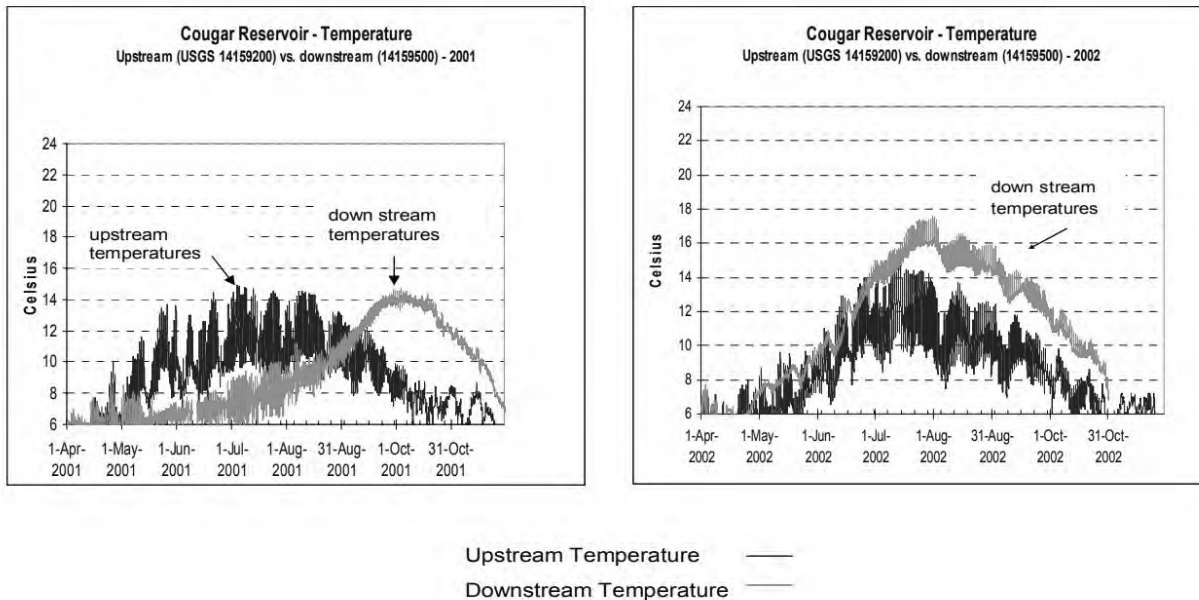 Cougar Reservoir - Temperature
Upstream (USGS 14159200) vs. downstream (14159500) - 2001
24
22
20
18
16
14
12
10
8
6
Celsius
upstream
temperatures
down stream
temperatures
1-Apr-
2001
1-May-
2001
1-Jun-
2001
1-Jul-
2001
1-Aug-
2001
31-Aug-
2001
1-Oct-
2001
31-Oct-
2001
Cougar Reservoir - Temperature
Upstream (USGS 14159200) vs. downstream (14159500) - 2002
24
22
20
18
16
14
12
10
8
6
Celsius
down stream
temperatures
1-Apr-
2002
1-May-
2002
1-Jun-
2002
1-Jul-
2002
1-Aug-
2002
31-Aug-
2002
1-Oct-
2002
31-Oct-
2002
Upstream Temperature
Downstream Temperature